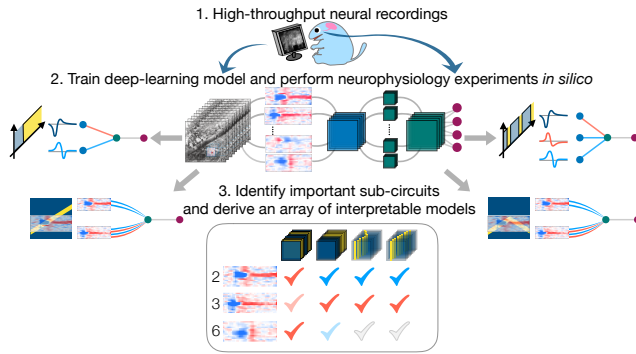 1. High-throughput neural recordings
2. Train deep-learning model and perform neurophysiology experiments in silico
3. Identify important sub-circuits
and derive an array of interpretable models
2
3
6